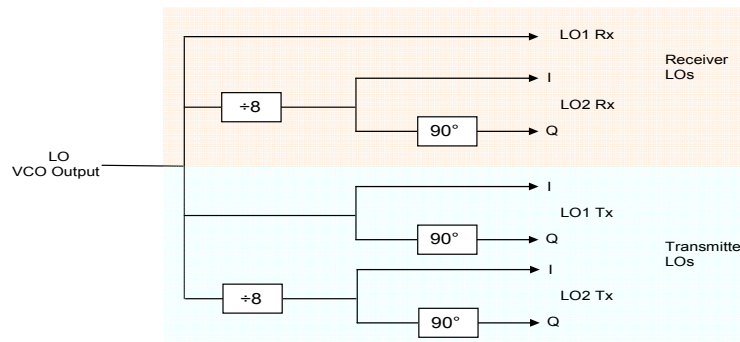 LO1 Rx
Receiver
LOs
I
÷8
LO2 Rx
90°
Q
LO
VCO Output
I
LO1 Tx
90°
Q
Transmitte
LOs
I
÷8
LO2 Tx
90°
Q